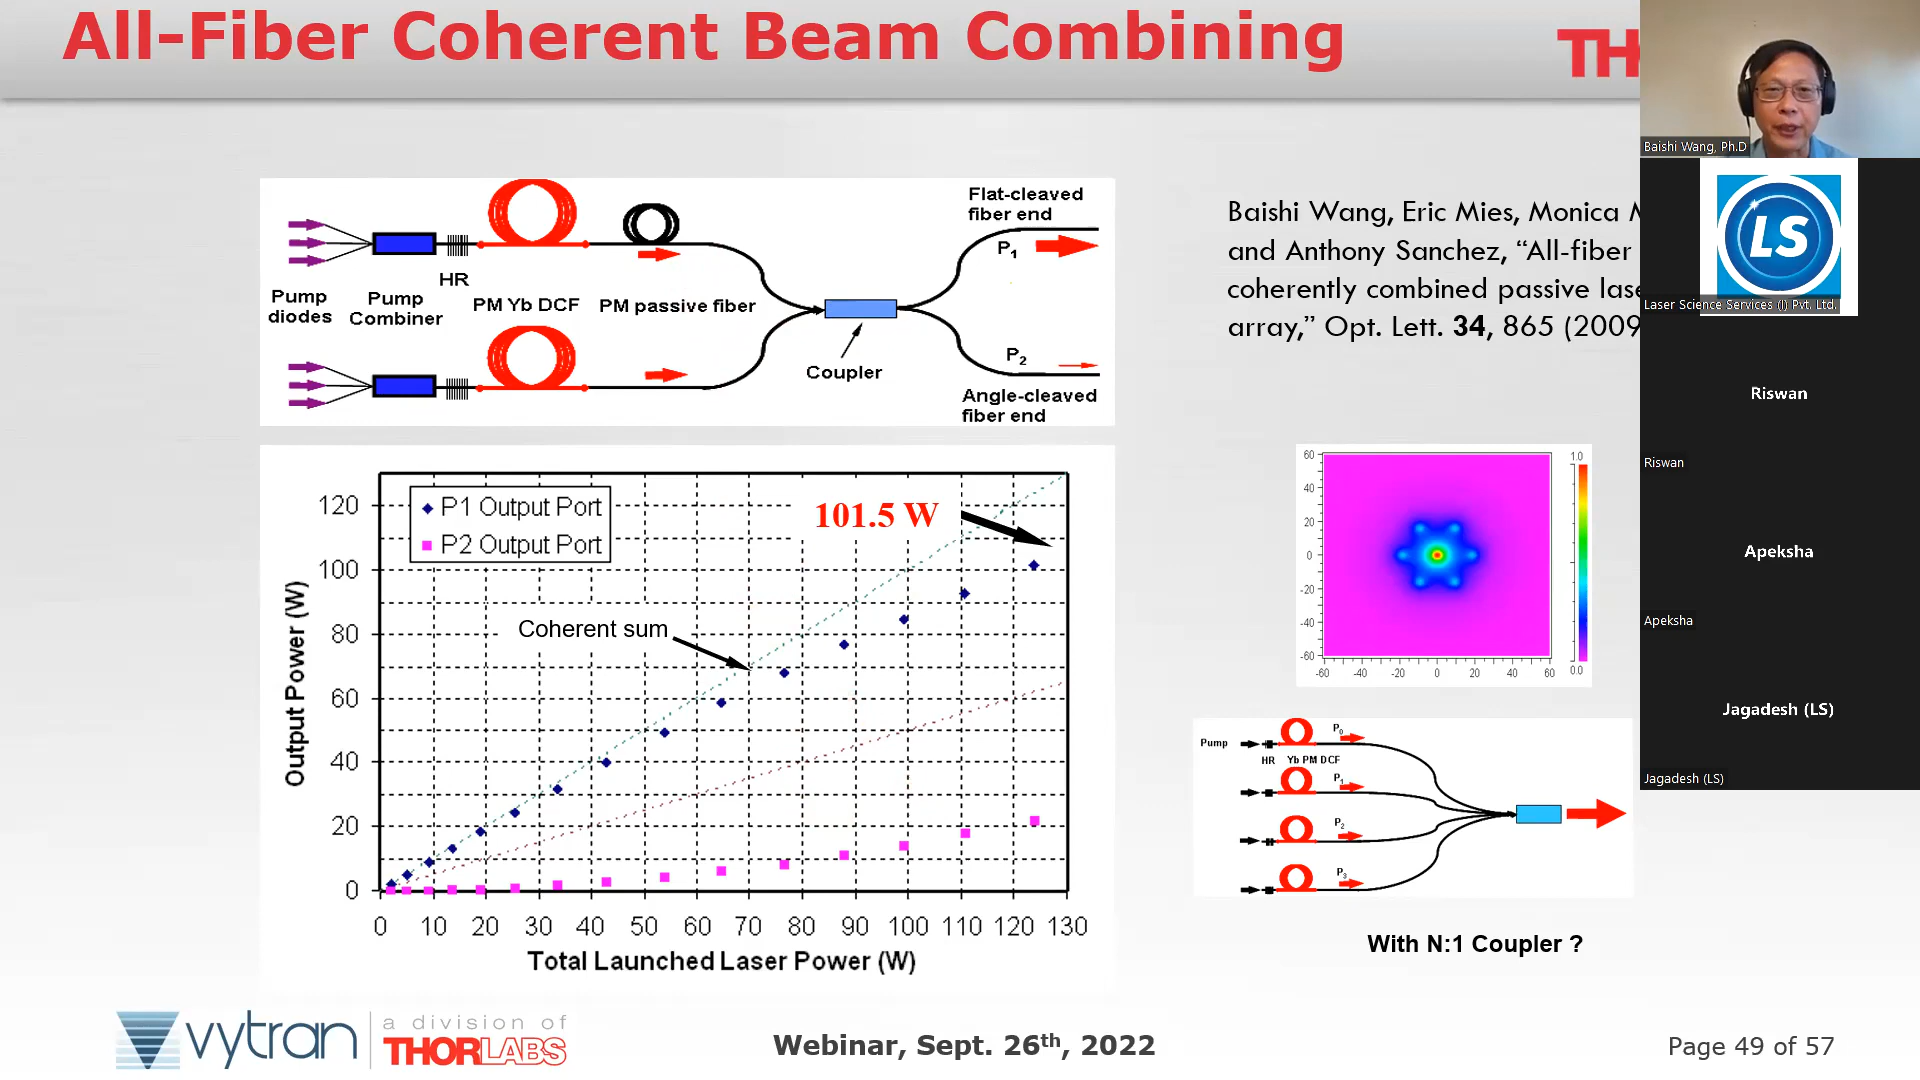 All-Fiber Coherent Beam Combining
Baishi Wang, Ph.D
LS
Laser Science Services (I) Pvt. Ltd.
Riswan
Riswan
Apeksha
Apeksha
Jagadesh (LS)
Jagadesh (LS)
Flat-cleaved
fiber end
P1
HR
Pump
diodes
Pump
Combiner
PM Yb DCF
PM passive fiber
Coupler
P2
Angle-cleaved
fiber end
Baishi Wang, Eric Mies, Monica
and Anthony Sanchez, “All-fiber
coherently combined passive
array,” Opt. Lett. 34, 865 (2009
P1 Output Port
P2 Output Port
101.5 W
Coherent sum
Output Power (W)
120
100
80
60
40
20
0
0 10 20 30 40 50 60 70 80 90 100 110 120 130
Total Launched Laser Power (W)
60
40
20
0
-20
-40
-60
-60 -40 -20 0 20 40 60
1.0
0.0
Pump
P0
HR Yb PM DCF
P1
P2
P3
With N:1 Coupler ?
vytran
a division of
THORLABS
Webinar, Sept. 26th, 2022
Page 49 of 57